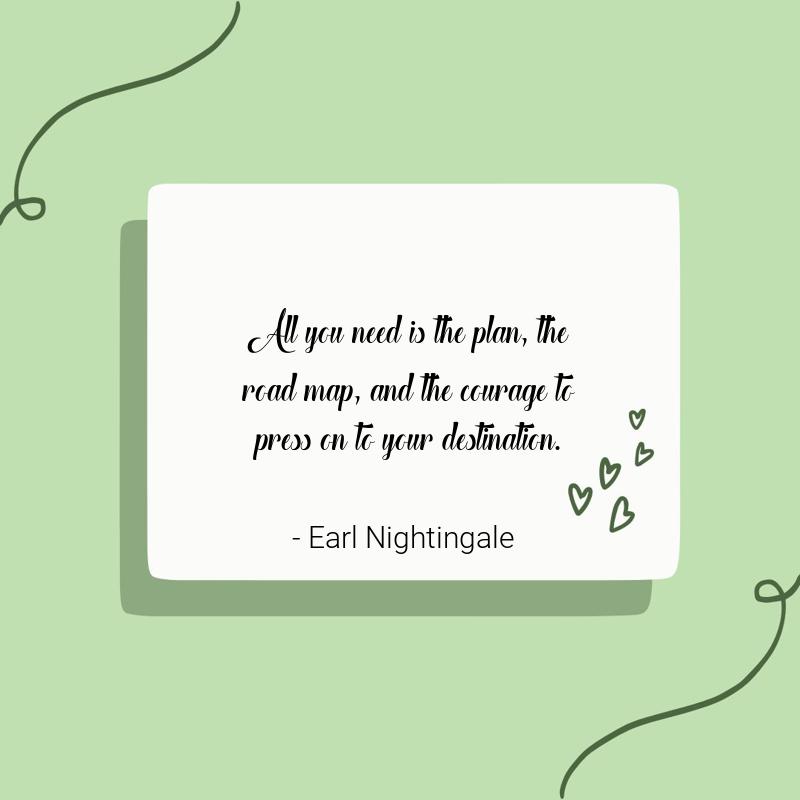 All you need is the plan, the
road map, and the courage to
press on to your destination.
- Earl Nightingale